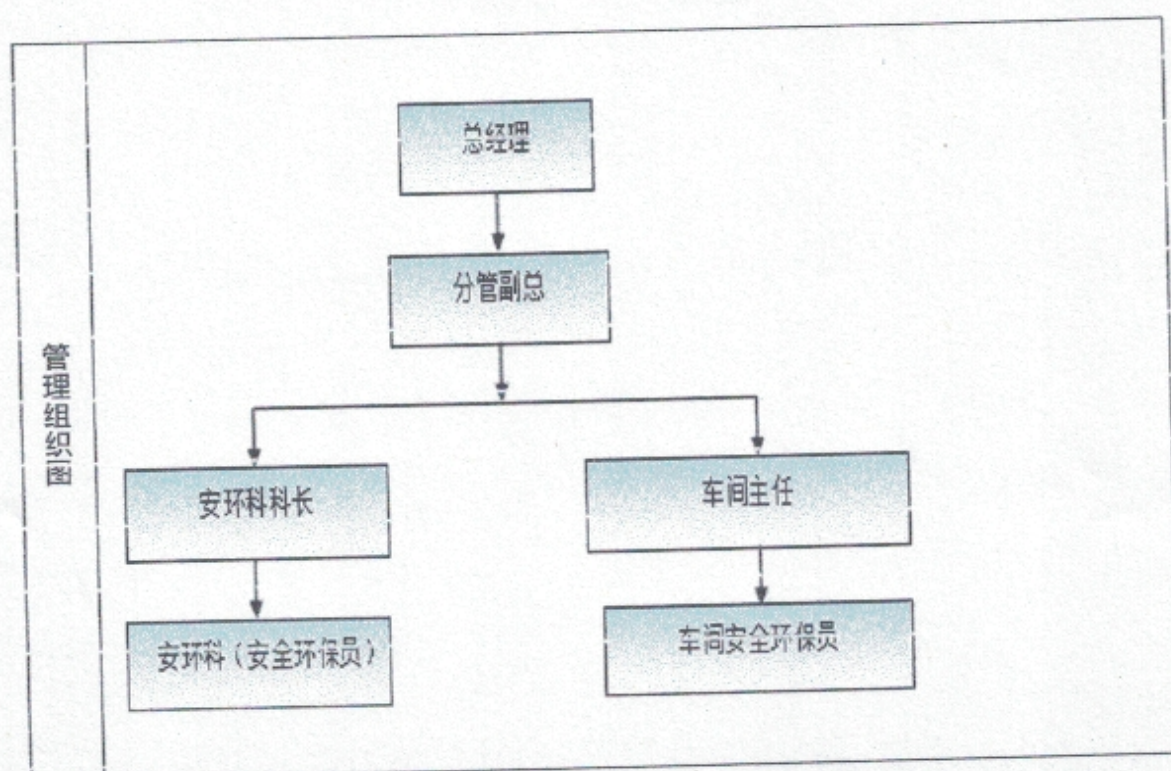 管理组织图
总经理
分管副总
安环科科长
车间主任
安环科（安全环保员）
车间安全环保员